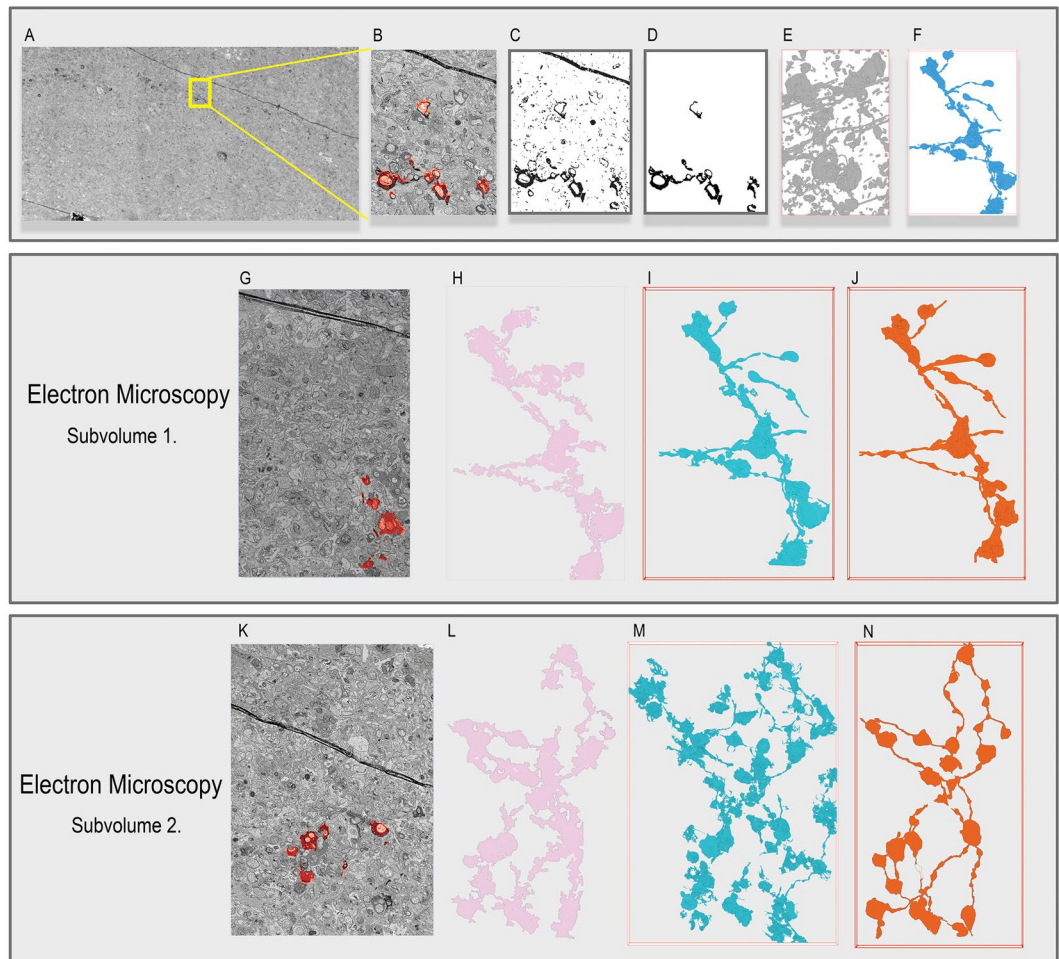 A
B
C
D
E
F
G
H
I
J
Electron Microscopy
Subvolume 1.
K
L
M
N
Electron Microscopy
Subvolume 2.